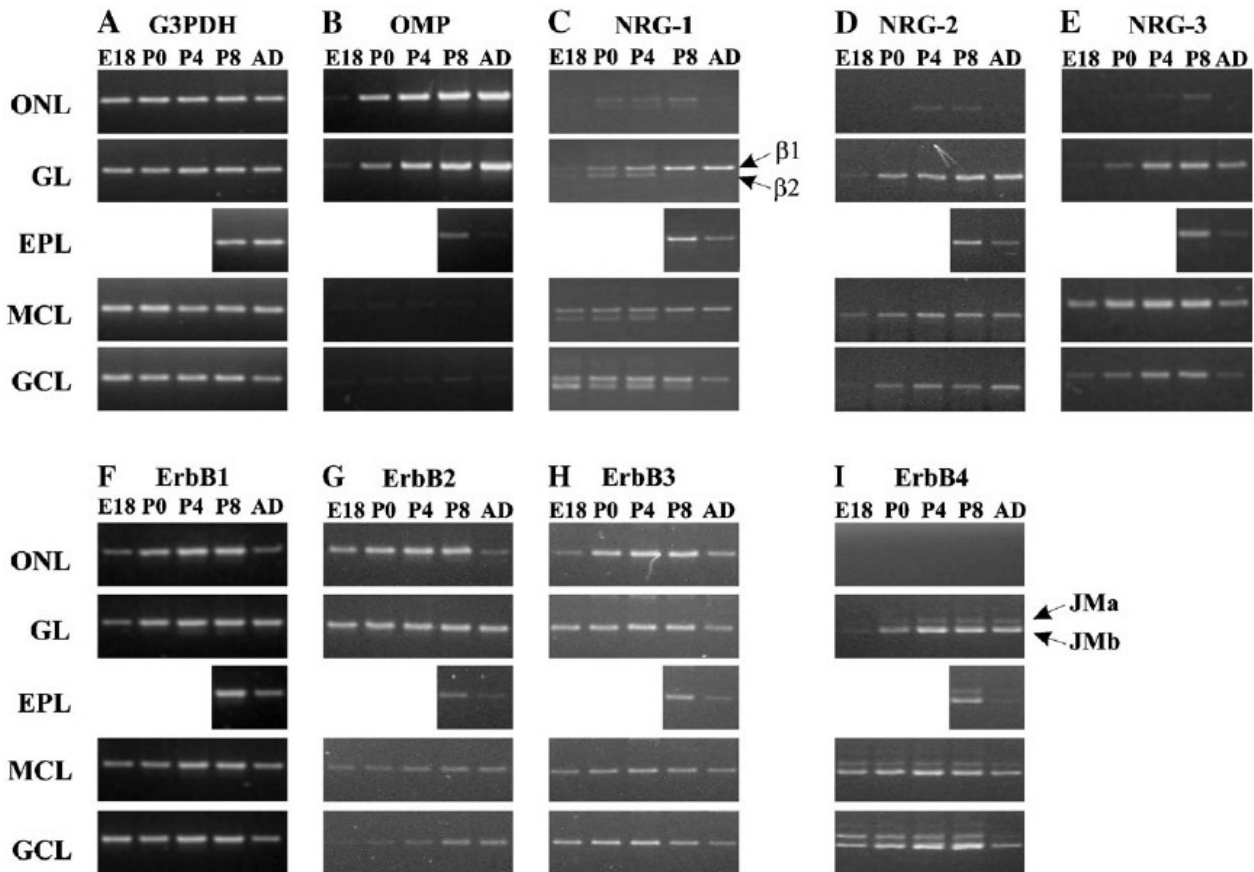 A G3PDH B OMP C NRG-1 D NRG-2 E NRG-3
E18 P0 P4 P8 AD E18 P0 P4 P8 AD E18 P0 P4 P8 AD E18 P0 P4 P8 AD E18 P0 P4 P8 AD
ONL
GL β1
β2
EPL
MCL
GCL
F ErbB1 G ErbB2 H ErbB3 I ErbB4
E18 P0 P4 P8 AD E18 P0 P4 P8 AD E18 P0 P4 P8 AD E18 P0 P4 P8 AD
ONL
GL JMa
JMb
EPL
MCL
GCL